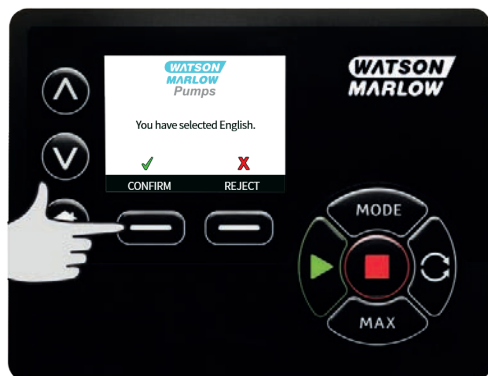 WATSON
MARLOW
Pumps
You have selected English.
CONFIRM REJECT
WATSON
MARLOW
MODE
MAX